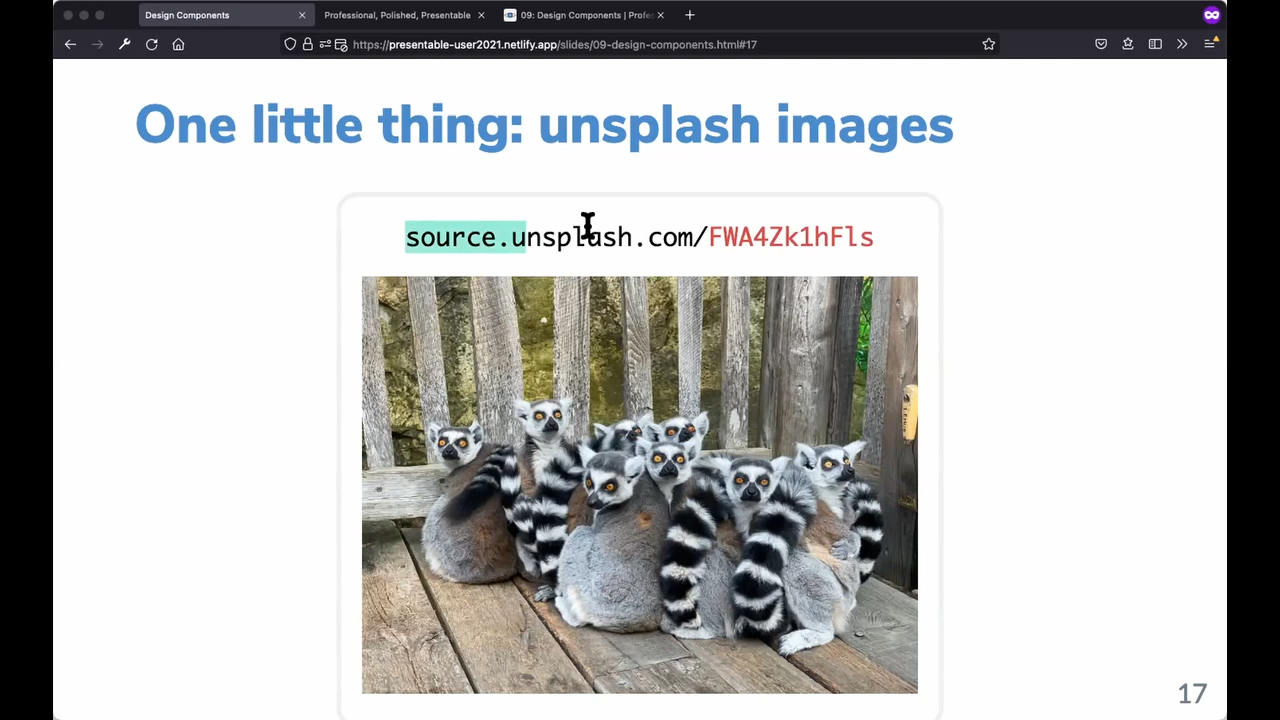 Design Components
Professional, Polished, Presentable
09: Design Components | Profe
https://presentable-user2021.netlify.app/slides/09-design-components.html#17
One little thing: unsplash images
source.unsplash.com/FWA4Zk1hFls
17